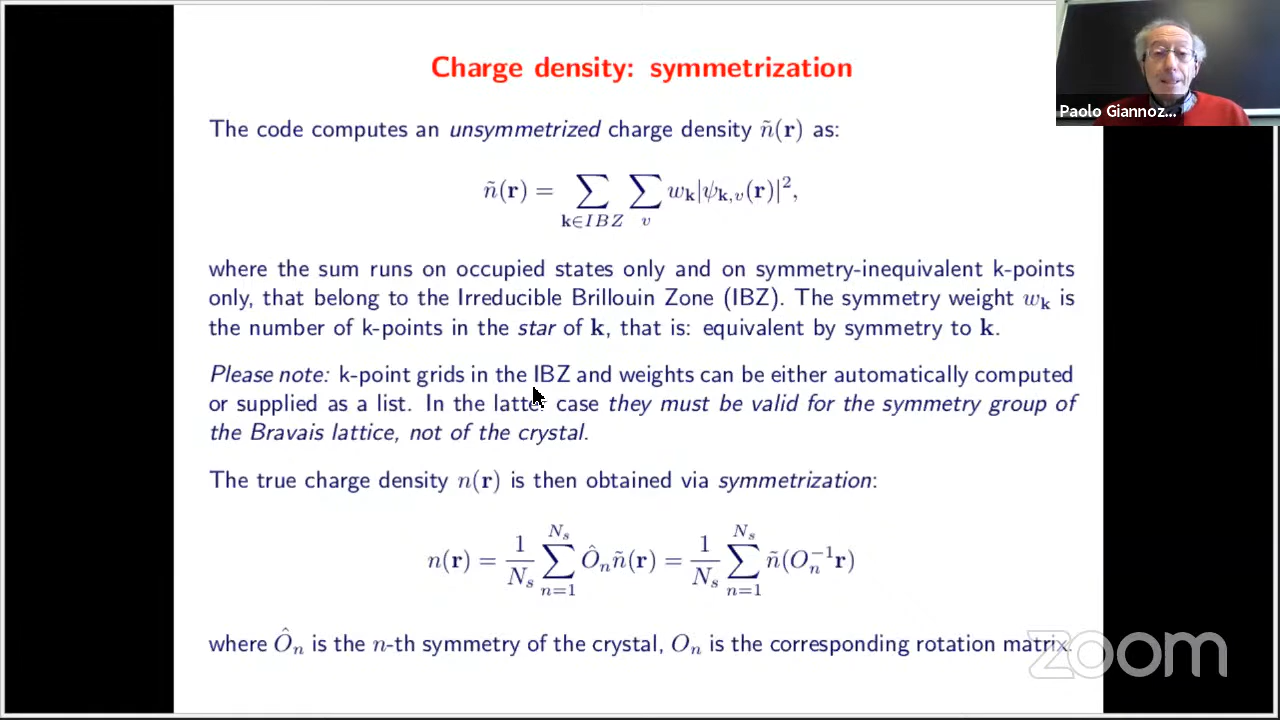 Charge density: symmetrization
Paolo Giannoz...
The code computes an unsymmetrized charge density ñ(r) as:
ñ(r) = ∑_{k∈IBZ} ∑_v w_k|ψ_{k,v}(r)|²,
where the sum runs on occupied states only and on symmetry-inequivalent k-points
only, that belong to the Irreducible Brillouin Zone (IBZ). The symmetry weight w_k is
the number of k-points in the star of k, that is: equivalent by symmetry to k.
Please note: k-point grids in the IBZ and weights can be either automatically computed
or supplied as a list. In the latter case they must be valid for the symmetry group of
the Bravais lattice, not of the crystal.
The true charge density n(r) is then obtained via symmetrization:
n(r) = 1/N_s ∑_{n=1}^{N_s} Ô_n ñ(r) = 1/N_s ∑_{n=1}^{N_s} ñ(O_n^{-1}r)
where Ô_n is the n-th symmetry of the crystal, O_n is the corresponding rotation matrix.
zoom